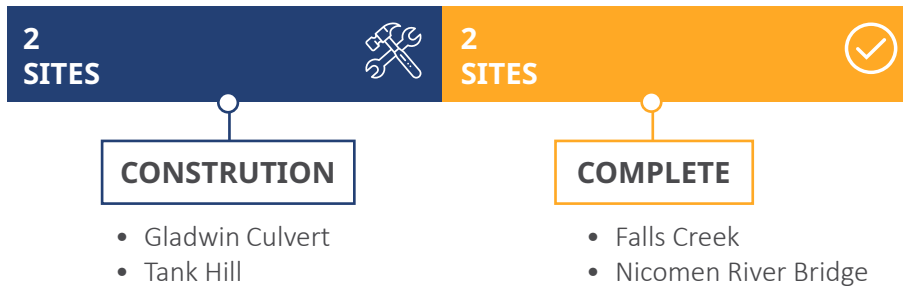 2
SITES
2
SITES
CONSTRUTION
COMPLETE
• Gladwin Culvert
• Tank Hill
• Falls Creek
• Nicomen River Bridge